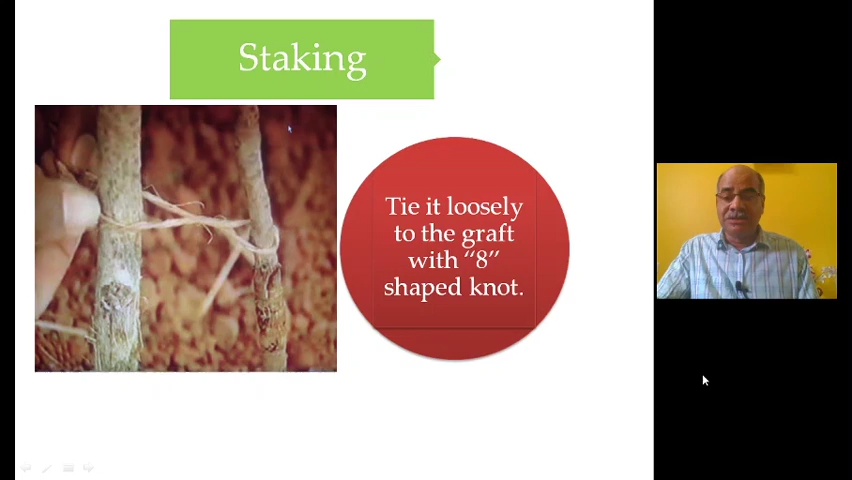 Staking
Tie it loosely
to the graft
with “8”
shaped knot.